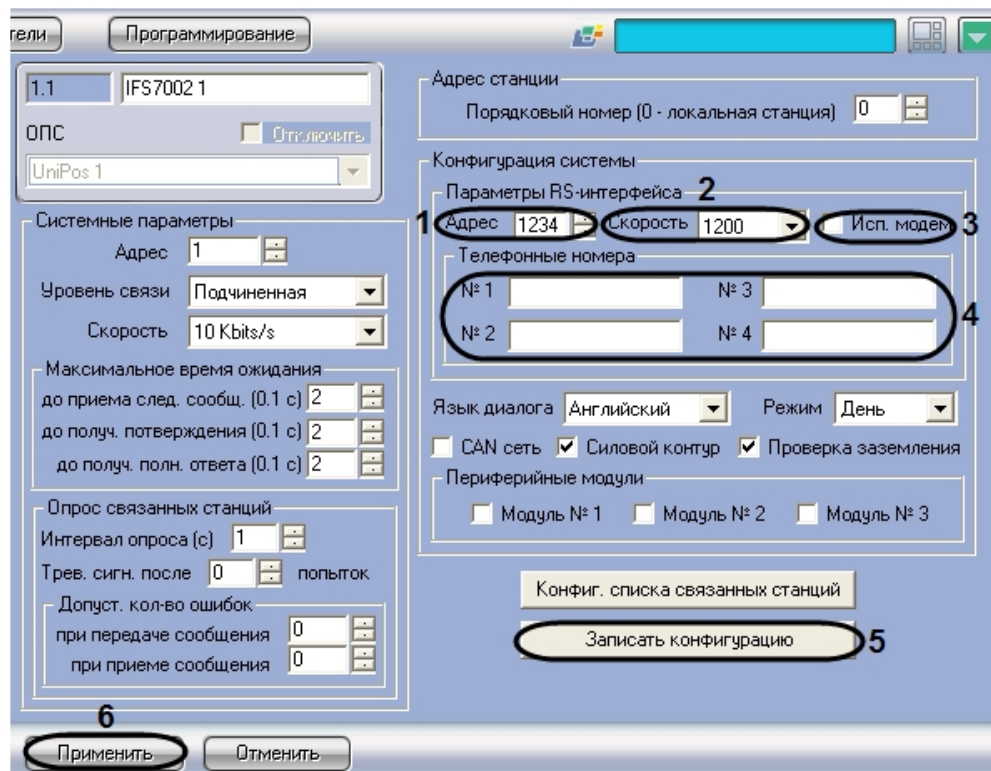 тели
Программирование
1.1
IFS7002 1
ОПС
Отключить
UniPos 1
Системные параметры
Адрес 1
Уровень связи Подчиненная
Скорость 10 Kbits/s
Максимальное время ожидания
до приема след. сообщ. (0.1 с) 2
до получ. потверждения (0.1 с) 2
до получ. полн. ответа (0.1 с) 2
Опрос связанных станций
Интервал опроса (с) 1
Трев. сигн. после 0 попыток
Допуст. кол-во ошибок
при передаче сообщения 0
при приеме сообщения 0
Адрес станции
Порядковый номер (0 - локальная станция) 0
Конфигурация системы
Параметры RS-интерфейса 2
1 Адрес 1234 Скорость 1200 Исп. модем 3
Телефонные номера
№ 1 № 3
4
№ 2 № 4
Язык диалога Английский Режим День
CAN сеть Силовой контур Проверка заземления
Периферийные модули
Модуль № 1 Модуль № 2 Модуль № 3
Конфиг. списка связанных станций
Записать конфигурацию 5
6
Применить Отменить